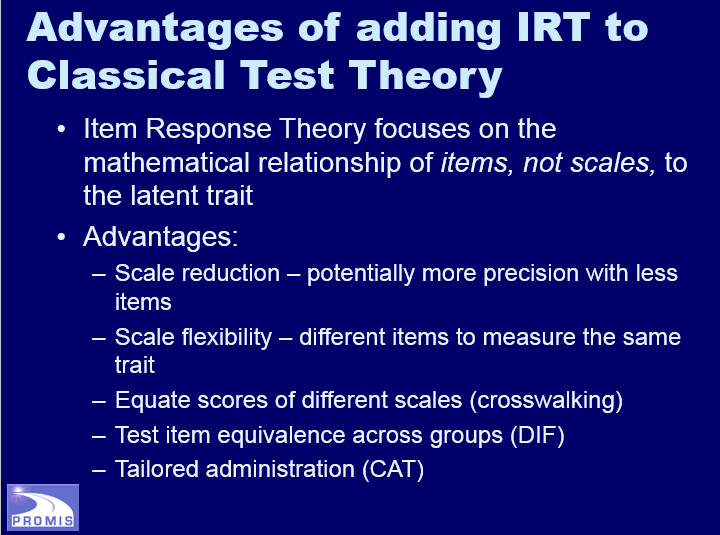 Advantages of adding IRT to
Classical Test Theory
• Item Response Theory focuses on the
mathematical relationship of items, not scales, to
the latent trait
• Advantages:
– Scale reduction – potentially more precision with less
items
– Scale flexibility – different items to measure the same
trait
– Equate scores of different scales (crosswalking)
– Test item equivalence across groups (DIF)
– Tailored administration (CAT)
PROMIS